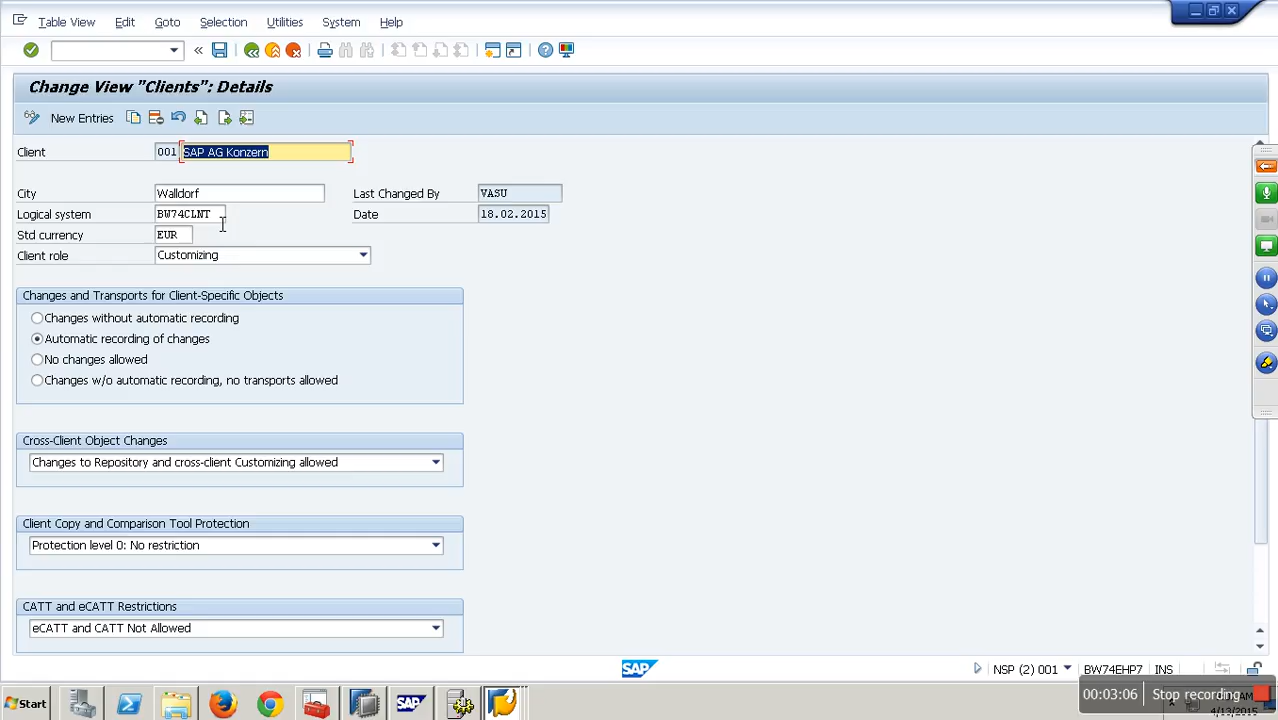 Table View Edit Goto Selection Utilities System Help
Change View "Clients": Details
New Entries
Client 001 SAP AG Konzern
City Walldorf Last Changed By VASU
Logical system BW74CLNT Date 18.02.2015
Std currency EUR
Client role Customizing
Changes and Transports for Client-Specific Objects
Changes without automatic recording
Automatic recording of changes
No changes allowed
Changes w/o automatic recording, no transports allowed
Cross-Client Object Changes
Changes to Repository and cross-client Customizing allowed
Client Copy and Comparison Tool Protection
Protection level 0: No restriction
CATT and eCATT Restrictions
eCATT and CATT Not Allowed
SAP NSP (2) 001 BW74EHP7 INS
00:03:06 Stop recording
Start SAP
4/13/2015